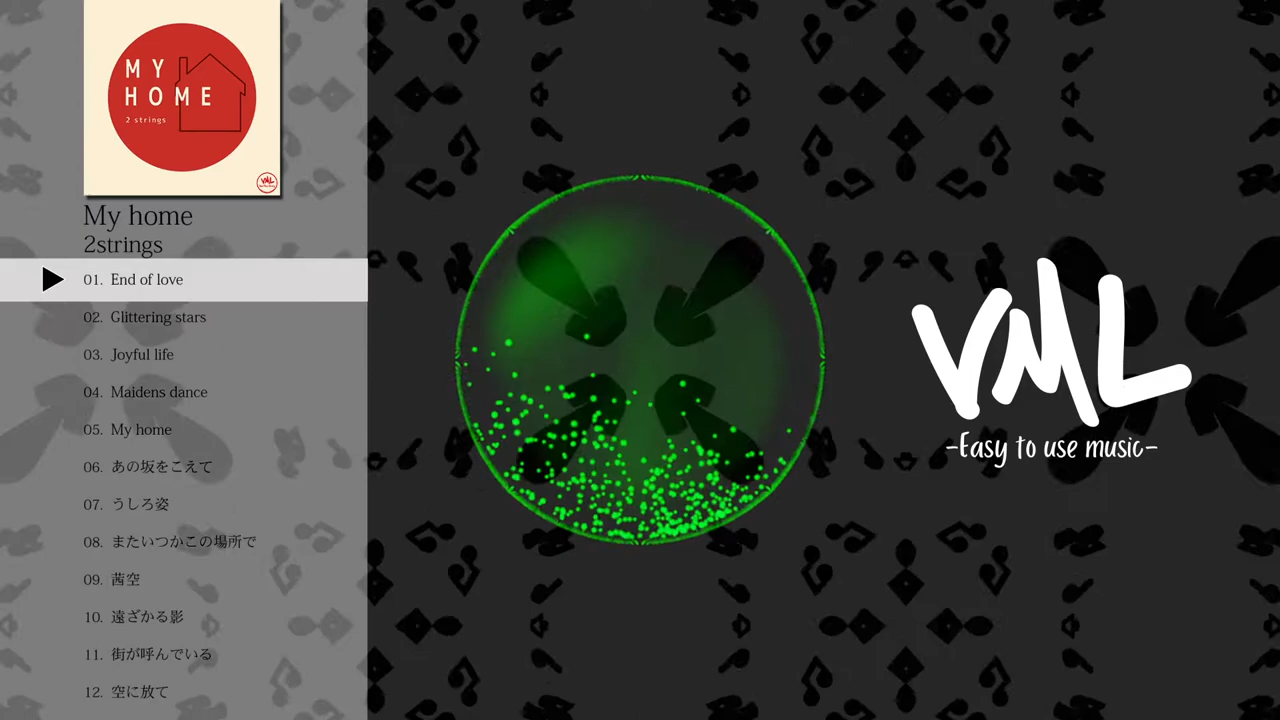 MY
HOME
2 strings
VML
My home
2strings
01. End of love
02. Glittering stars
03. Joyful life
04. Maidens dance
05. My home
06. あの坂をこえて
07. うしろ姿
08. またいつかこの場所で
09. 茜空
10. 遠ざかる影
11. 街が呼んでいる
12. 空に放て
VML
-Easy to use music-